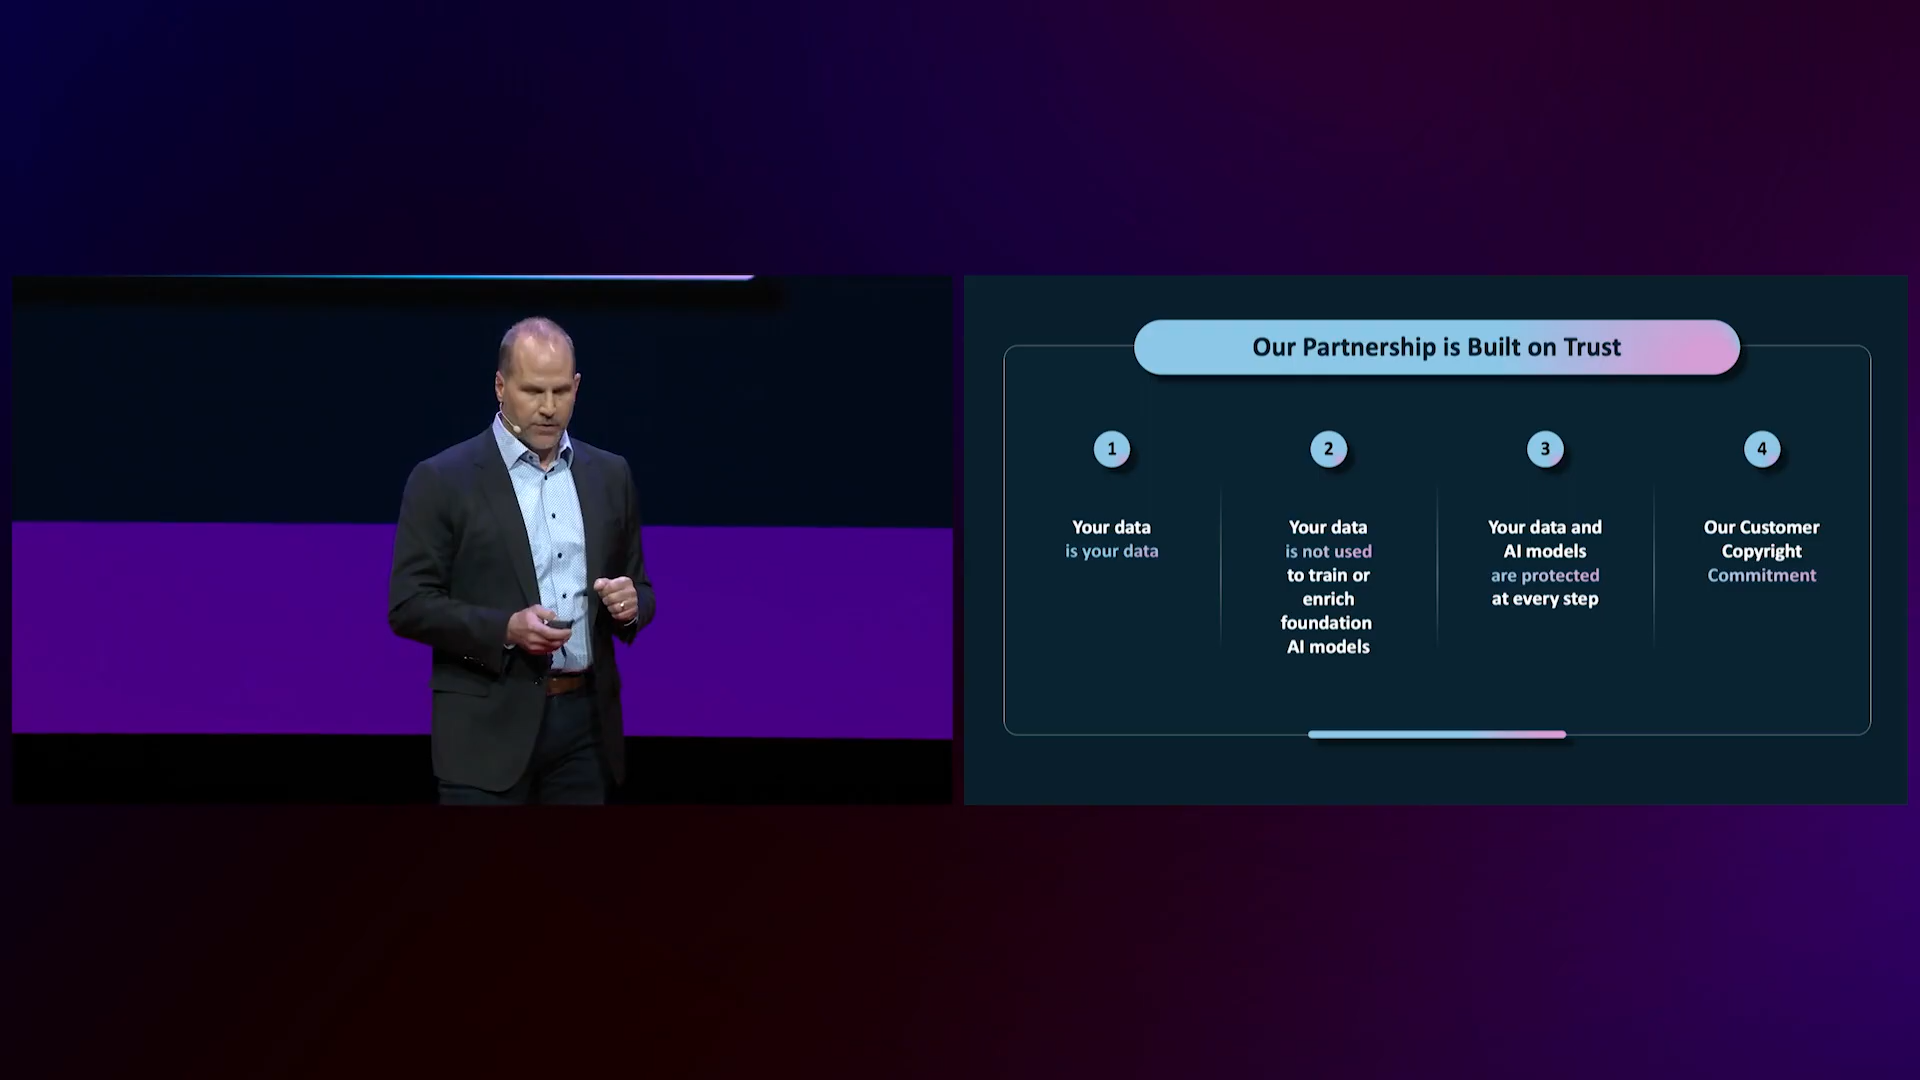 Our Partnership is Built on Trust
1
Your data
is your data
2
Your data
is not used
to train or
enrich
foundation
AI models
3
Your data and
AI models
are protected
at every step
4
Our Customer
Copyright
Commitment